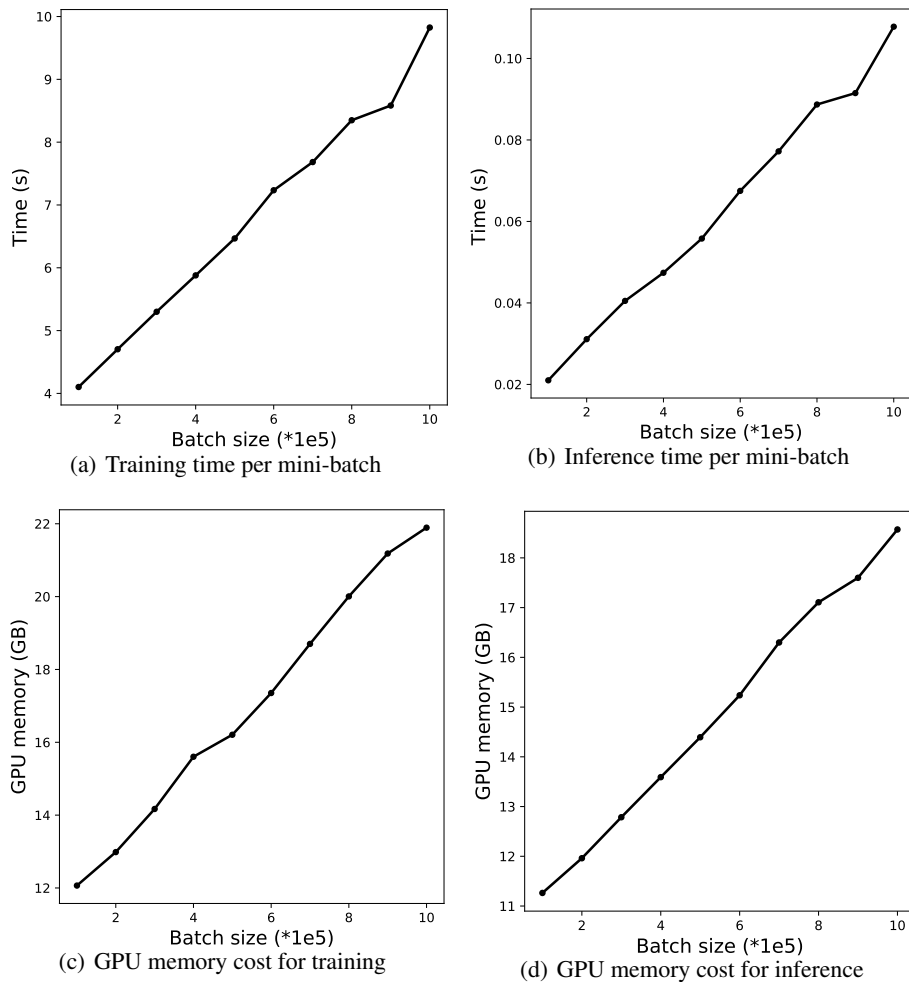 10
9
8
7
6
5
4
Time (s)
2 4 6 8 10
Batch size (*1e5)
(a) Training time per mini-batch
0.10
0.08
0.06
0.04
0.02
Time (s)
2 4 6 8 10
Batch size (*1e5)
(b) Inference time per mini-batch
22
20
18
16
14
12
GPU memory (GB)
2 4 6 8 10
Batch size (*1e5)
(c) GPU memory cost for training
18
17
16
15
14
13
12
11
GPU memory (GB)
2 4 6 8 10
Batch size (*1e5)
(d) GPU memory cost for inference